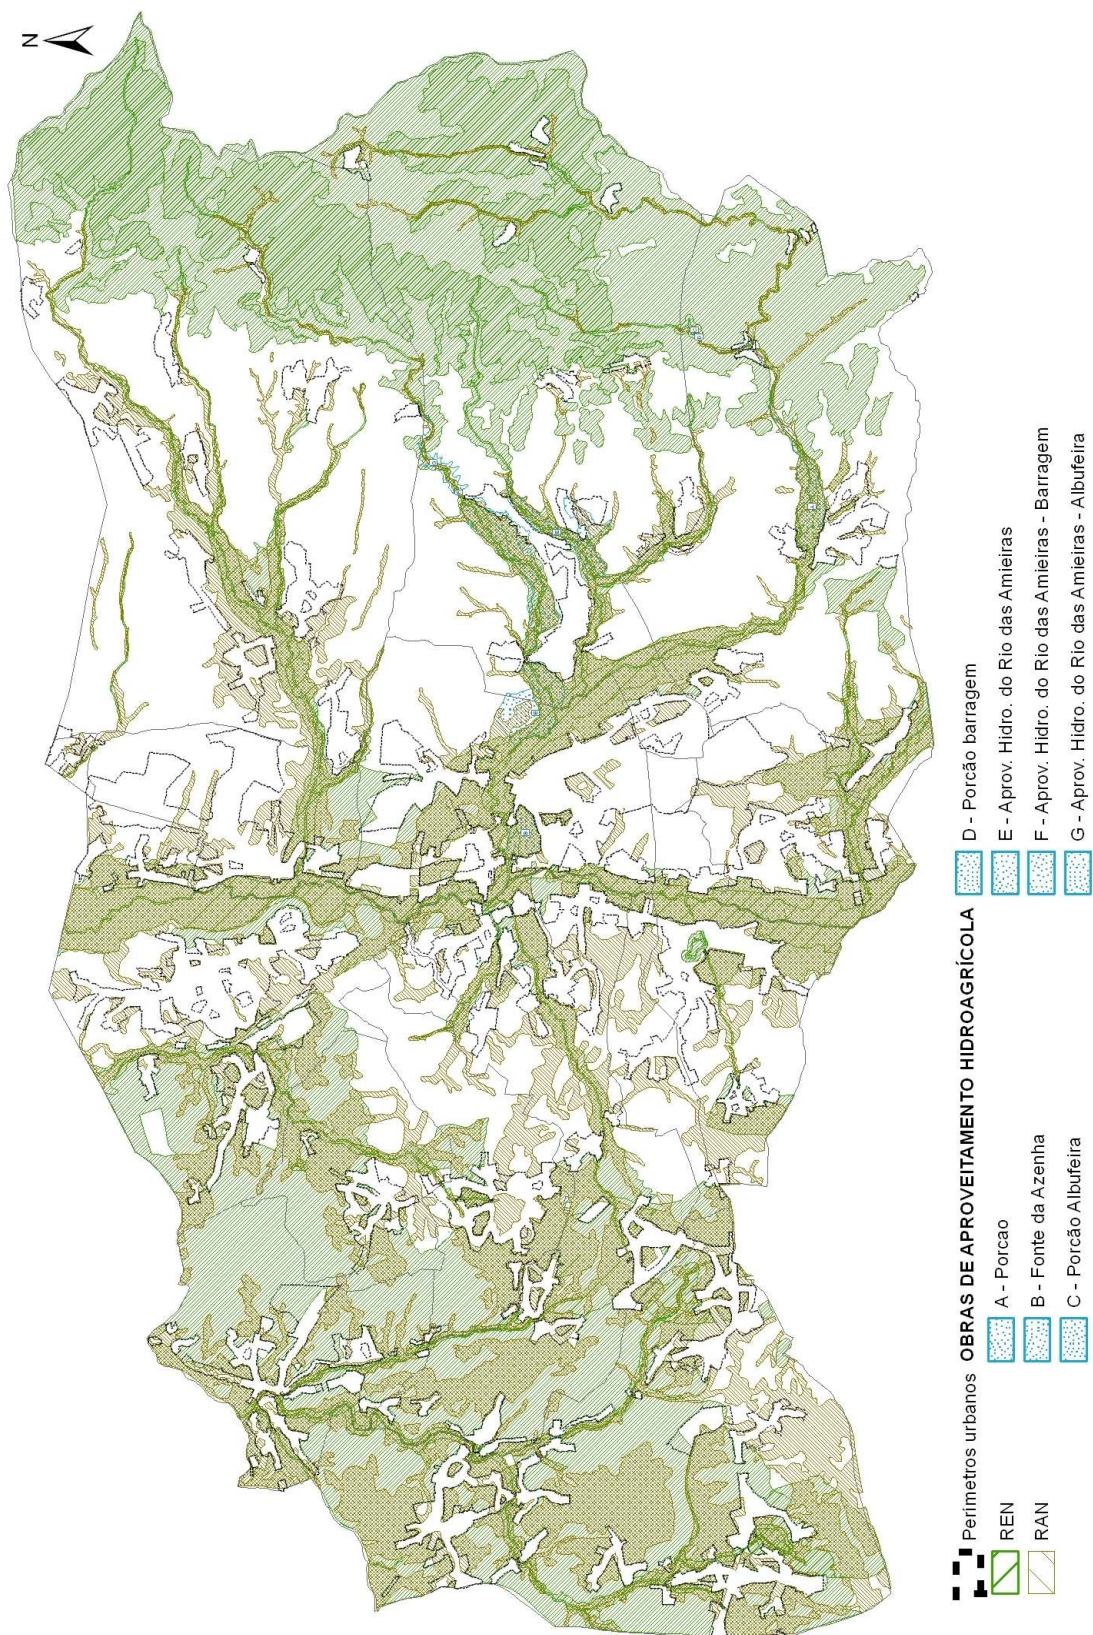 N
Perimetros urbanos
REN
RAN
OBRAS DE APROVEITAMENTO HIDROAGRÍCOLA
A - Porcao
B - Fonte da Azenha
C - Porcão Albufeira
D - Porcão barragem
E - Aprov. Hidro. do Rio das Amieiras
F - Aprov. Hidro. do Rio das Amieiras - Barragem
G - Aprov. Hidro. do Rio das Amieiras - Albufeira